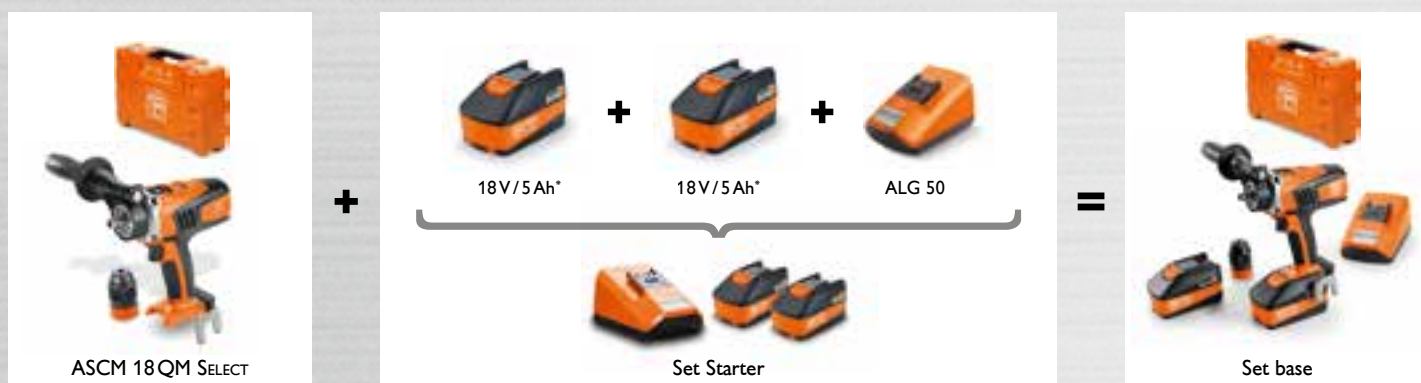 +
+
18 V / 5 Ah*
18 V / 5 Ah*
ALG 50
+
=
ASCM 18 QM SELECT
Set Starter
Set base